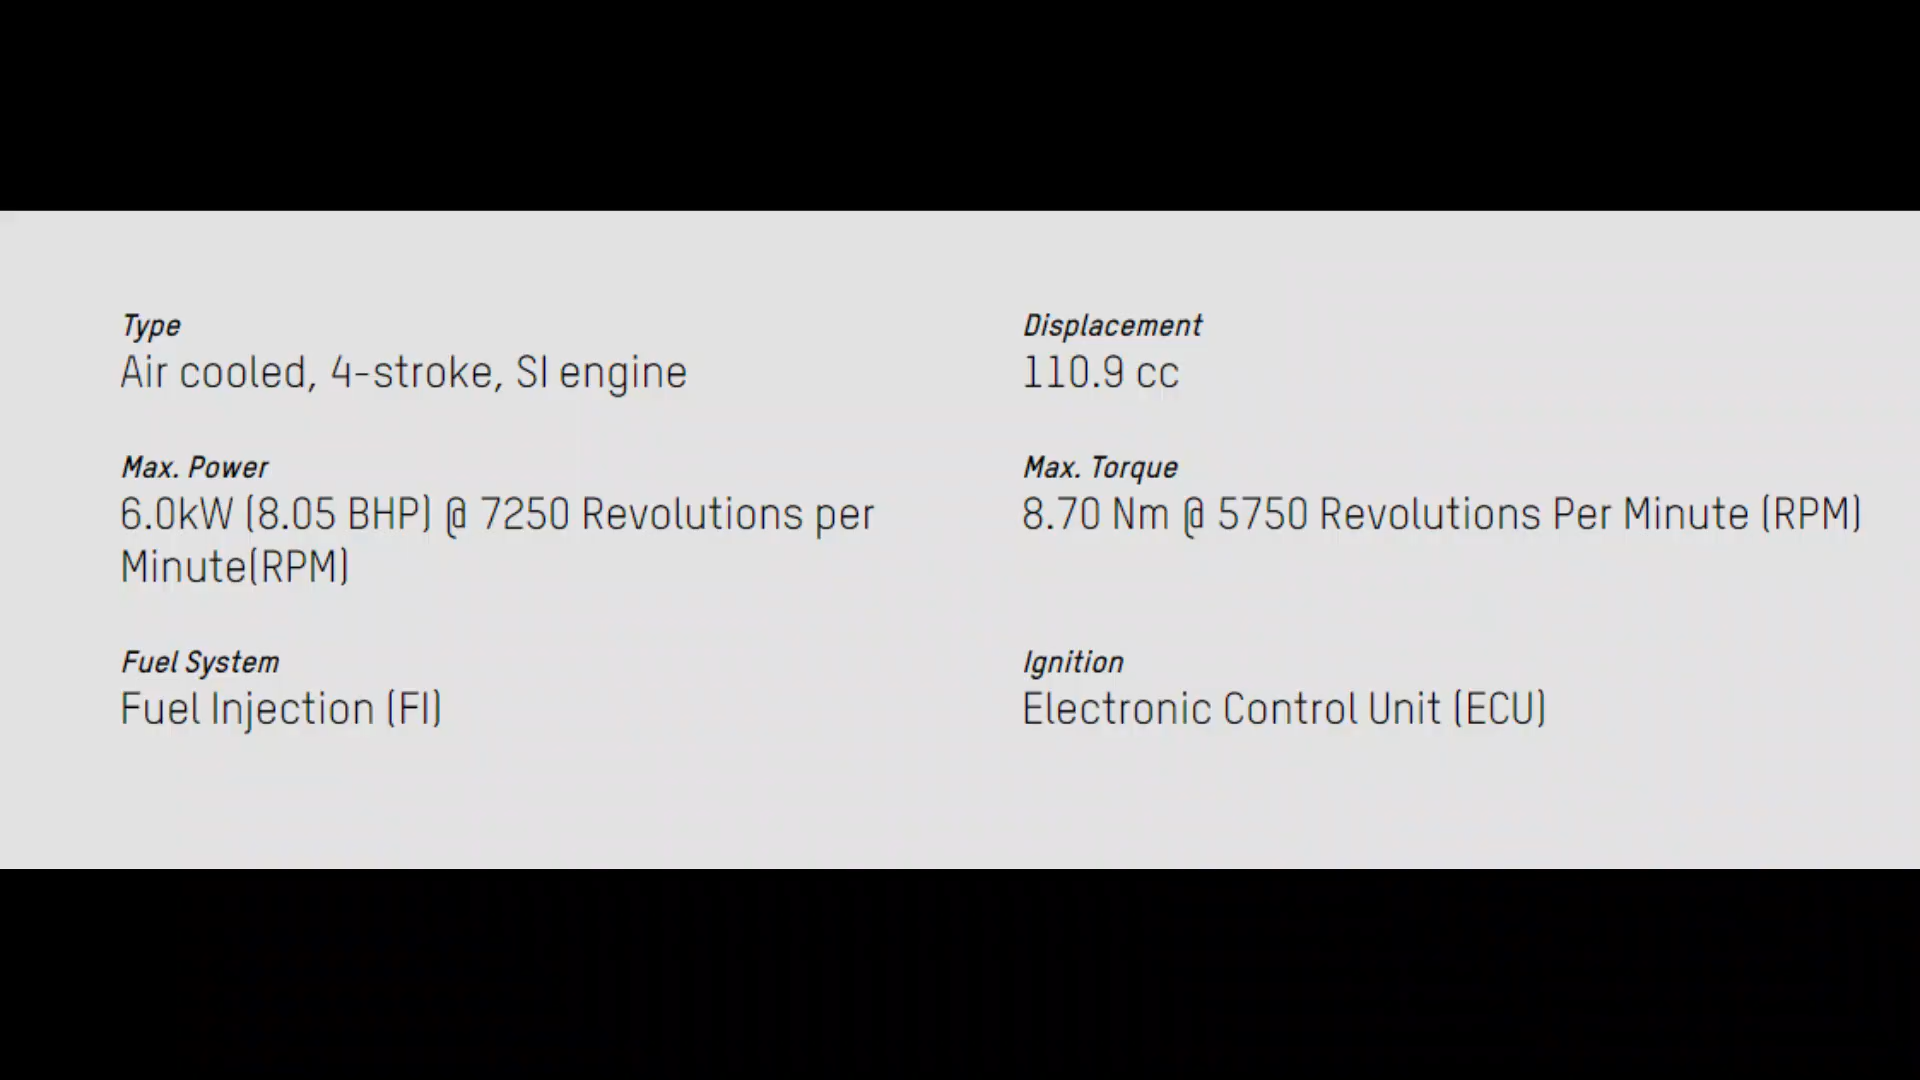 Type
Air cooled, 4-stroke, SI engine
Displacement
110.9 cc
Max. Power
6.0kW (8.05 BHP) @ 7250 Revolutions per
Minute(RPM)
Max. Torque
8.70 Nm @ 5750 Revolutions Per Minute (RPM)
Fuel System
Fuel Injection (FI)
Ignition
Electronic Control Unit (ECU)